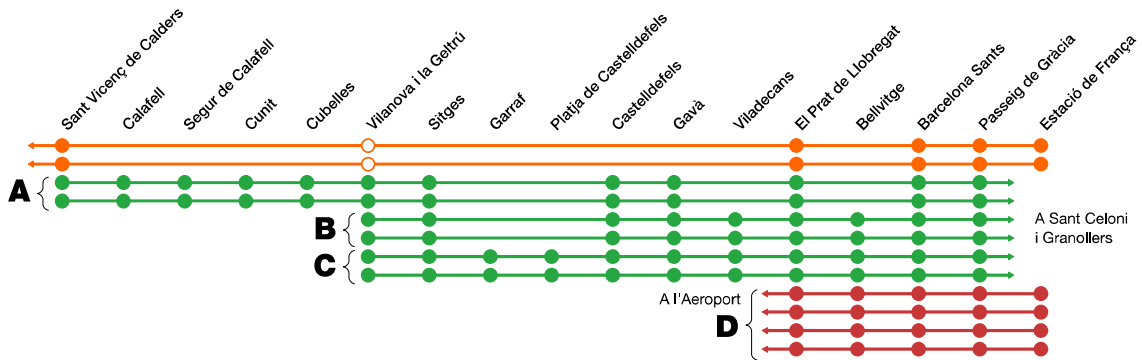 Sant Vicenç de Calders
Calafell
Segur de Calafell
Cunit
Cubelles
Vilanova i la Geltrú
Sitges
Garraf
Platja de Castelldefels
Castelldefels
Gavà
Viladecans
El Prat de Llobregat
Bellvitge
Barcelona Sants
Passeig de Gràcia
Estació de França
A
B
A Sant Celoni
i Granollers
C
A l'Aeroport
D